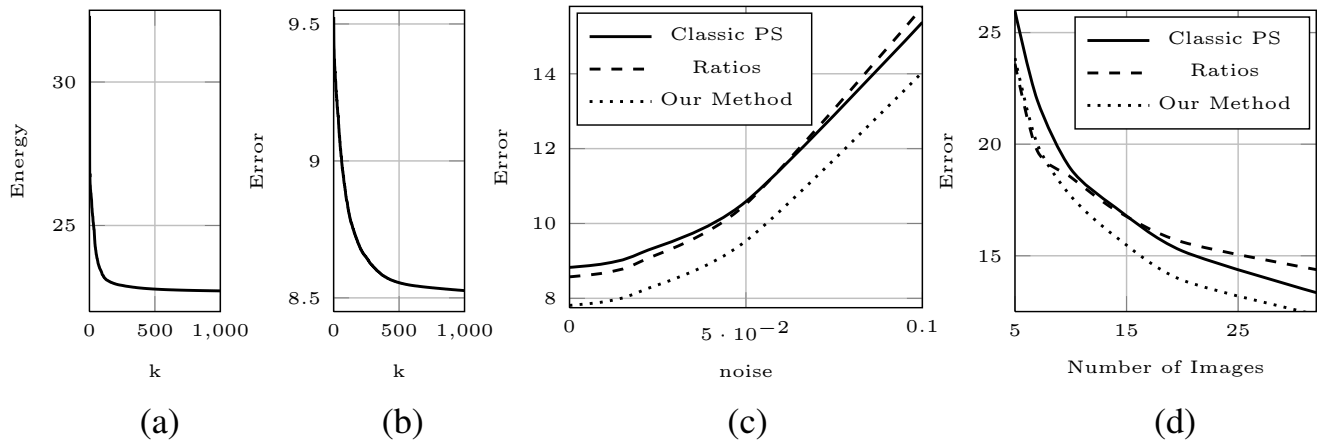 Energy
30
25
0
500
1,000
k
(a)
Error
9.5
9
8.5
0
500
1,000
k
(b)
Error
14
12
10
8
0
5 · 10⁻²
0.1
noise
Classic PS
Ratios
Our Method
(c)
Error
25
20
15
5
15
25
Number of Images
Classic PS
Ratios
Our Method
(d)